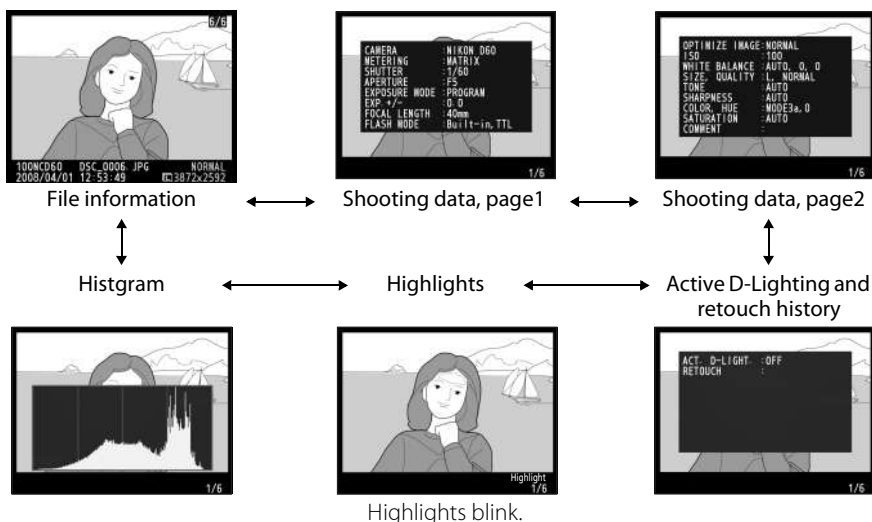 6/6
100NCD60 DSC_0006. JPG NORMAL
2008/04/01 12:53:49 3872x2592
CAMERA :NIKON D60
METERING :MATRIX
SHUTTER :1/60
APERTURE :F5
EXPOSURE MODE :PROGRAM
EXP. +/- :0.0
FOCAL LENGTH :40mm
FLASH MODE :Built-in, TTL
1/6
OPTIMIZE IMAGE:NORMAL
ISO :100
WHITE BALANCE :AUTO, 0, 0
SIZE, QUALITY :L, NORMAL
TONE :AUTO
SHARPNESS :AUTO
COLOR, HUE :MODE3a,0
SATURATION :AUTO
COMMENT :
1/6
File information
Shooting data, page1
Shooting data, page2
Histgram
Highlights
Active D-Lighting and
retouch history
1/6
Highlight
1/6
ACT. D-LIGHT. :OFF
RETOUCH :
1/6
Highlights blink.